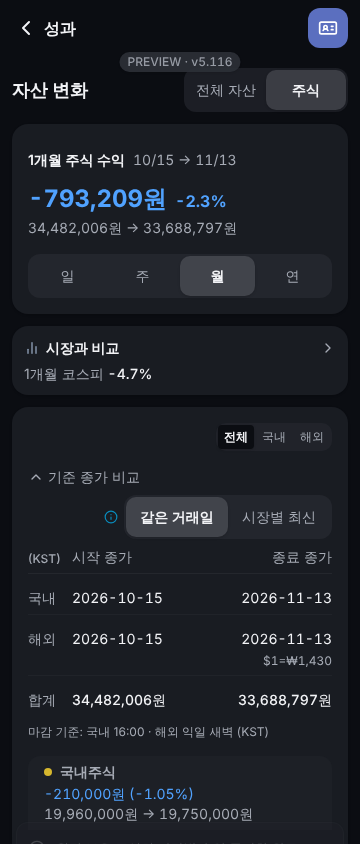 성과
PREVIEW · v5.116
자산 변화
전체 자산 주식
1개월 주식 수익 10/15 → 11/13
-793,209원 -2.3%
34,482,006원 → 33,688,797원
일 주 월 연
시장과 비교
1개월 코스피 -4.7%
전체 국내 해외
기준 종가 비교
같은 거래일 시장별 최신
(KST) 시작 종가 종료 종가
국내 2026-10-15 2026-11-13
해외 2026-10-15 2026-11-13
$1=₩1,430
합계 34,482,006원 33,688,797원
마감 기준: 국내 16:00 · 해외 익일 새벽 (KST)
국내주식
-210,000원 (-1.05%)
19,960,000원 → 19,750,000원